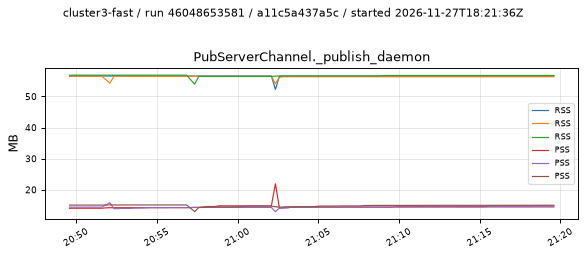 cluster3-fast / run 46048653581 / a11c5a437a5c / started 2026-11-27T18:21:36Z
PubServerChannel._publish_daemon
MB
50
40
30
20
RSS
RSS
RSS
PSS
PSS
PSS
20:50
20:55
21:00
21:05
21:10
21:15
21:20